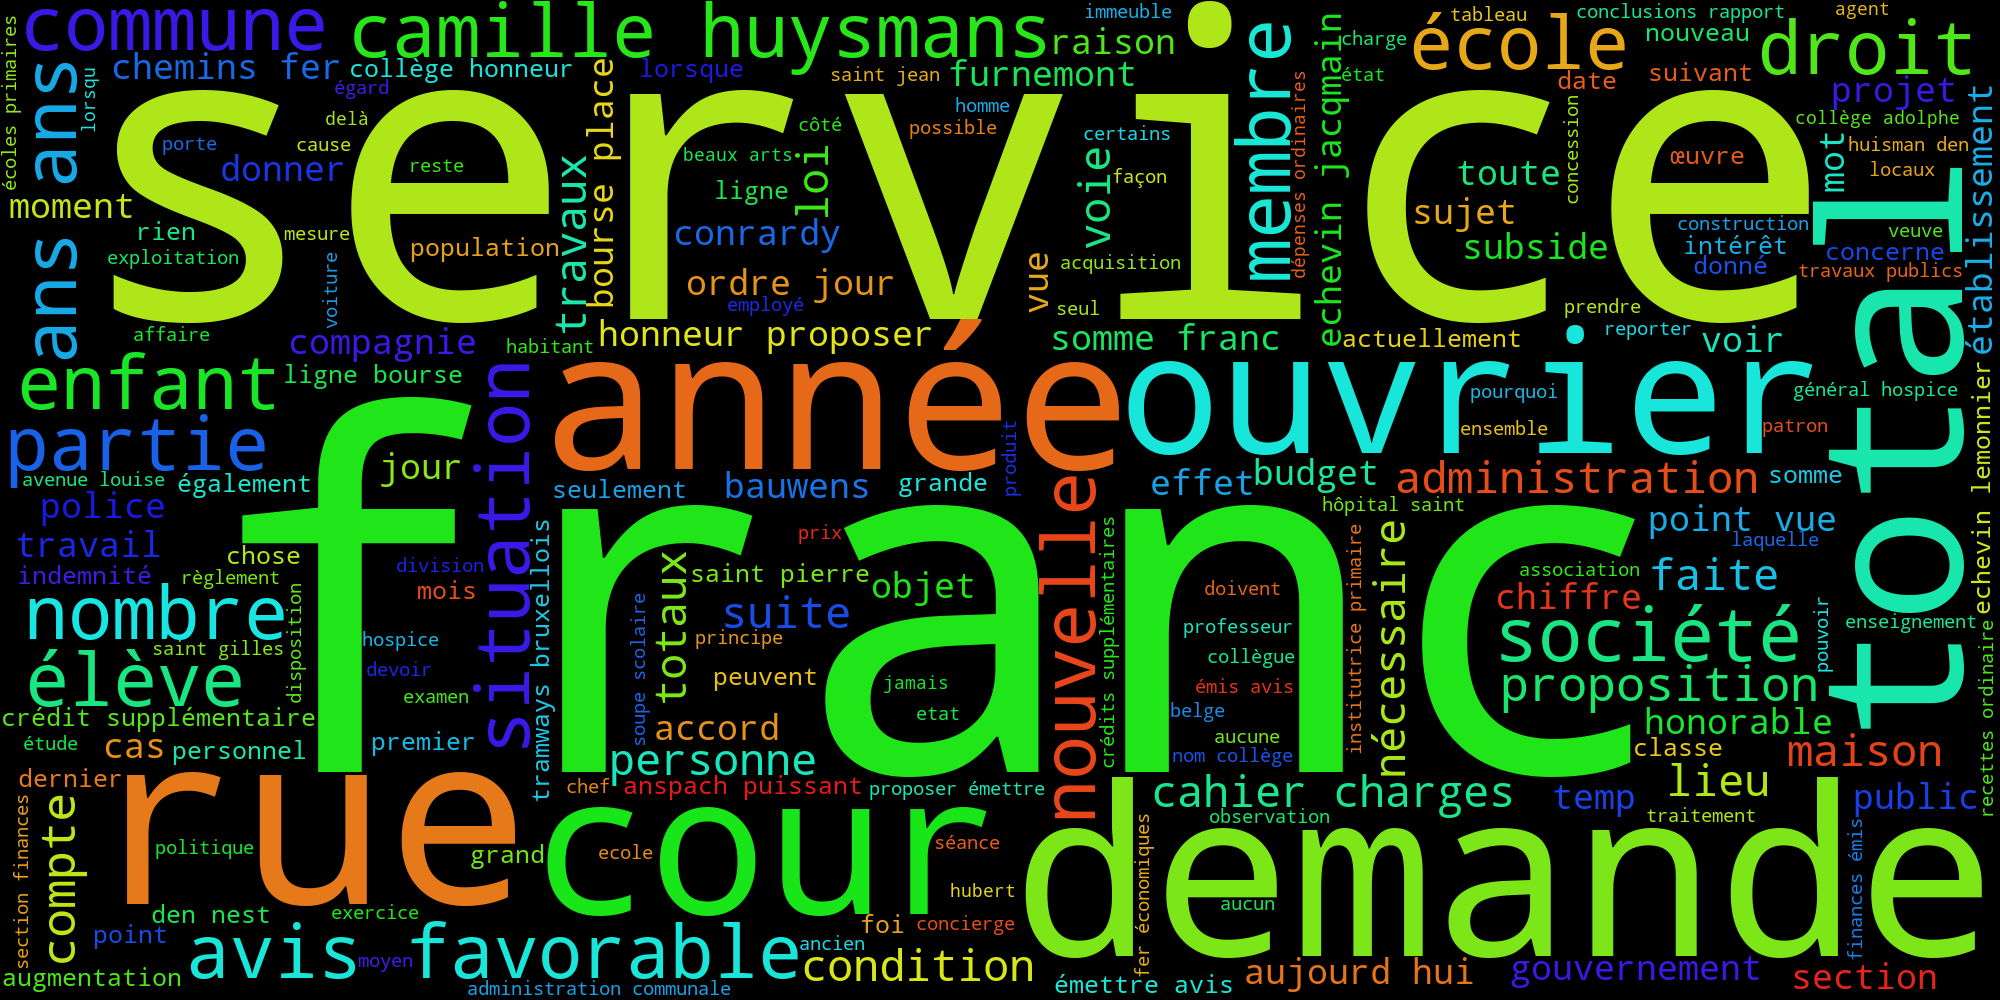 écoles primaires
commune
camille huysmans
immeuble
raison
charge
tableau
école
conclusions rapport
nouveau
agent
droit
ans ans
lorsqu
chemins fer
collège honneur
égard
lorsque
saint jean
furnemont
membre
état
date
suivant
projet
service
delà
porte
cause
donner
reste
bourse place
travaux
beaux arts
côté
loi
ligne
homme
possible
certains
voie
façon
dépenses ordinaires
echevin jacqmain
toute
concession
œuvre
collège adolphe
mot
huisman den
locaux
établissement
moment
rien
mesure
exploitation
population
voiture
conrardy
ordre jour
employé
vue
acquisition
seul
sujet
subside
construction
intérêt
donné
veuve
concerne
travaux publics
prendre
total
affaire
compagnie
habitant
honneur proposer
somme franc
actuellement
reporter
voir
enfant
ligne bourse
situation
année
ouvrier
pourquoi
ensemble
général hospice
patron
partie
jour
avenue louise
également
seulement
bauwens
grande
produit
nouvelle
effet
budget
administration
somme
echevin lemonnier
police
franc
hôpital saint
point vue
laquelle
travail
chose
indemnité
règlement
division
mois
tramways bruxellois
prix
saint pierre
totaux
objet
crédits supplémentaires
doivent
nécessaire
association
faite
chiffre
nombre
disposition
hospice
soupe scolaire
suite
principe
professeur
collègue
institutrice primaire
société
pouvoir
enseignement
saint gilles
élève
devoir
examen
peuvent
jamais
etat
émis avis
belge
proposition
crédit supplémentaire
étude
cas
personnel
premier
accord
personne
aucune
nom collège
honorable
classe
maison
recettes ordinaire
dernier
rue
chef
anspach puissant
proposer émettre
cahier charges
temp
lieu
public
section finances
compte
politique
grand
cour
ecole
séance
hubert
demande
observation
traitement
fer économiques
finances émis
den nest
exercice
point
foi
concierge
aucun
augmentation
avis favorable
moyen
ancien
condition
administration communale
émettre avis
aujourd hui
gouvernement
section